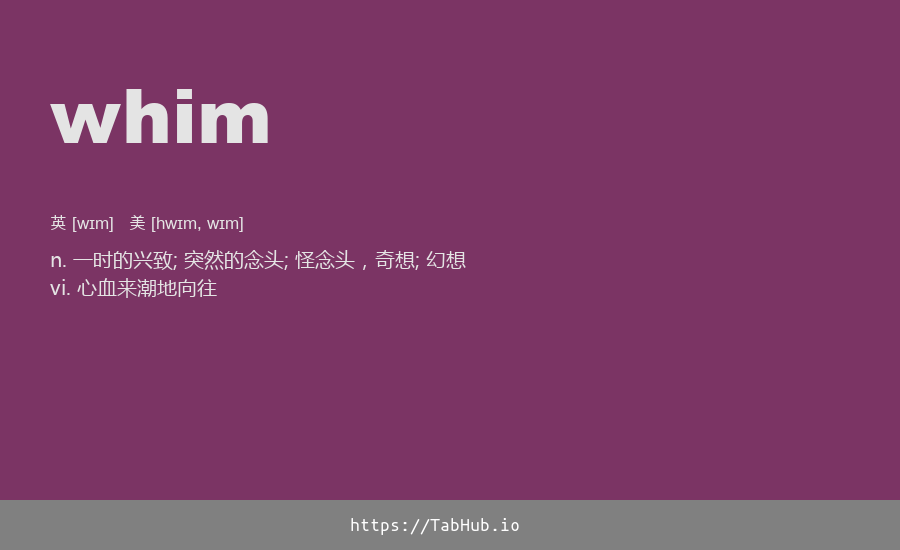 whim
英 [wɪm] 美 [hwɪm, wɪm]
n. 一时的兴致; 突然的念头; 怪念头，奇想; 幻想
vi. 心血来潮地向往
https://TabHub.io